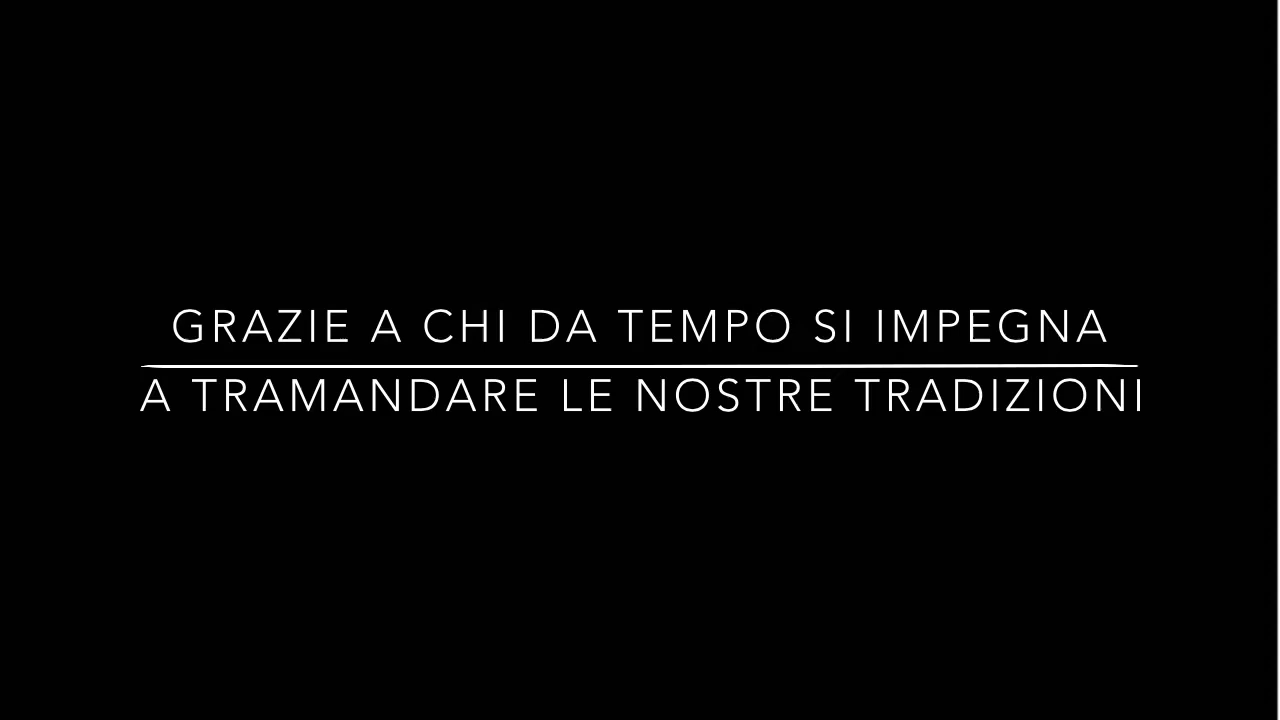 GRAZIE A CHI DA TEMPO SI IMPEGNA
A TRAMANDARE LE NOSTRE TRADIZIONI